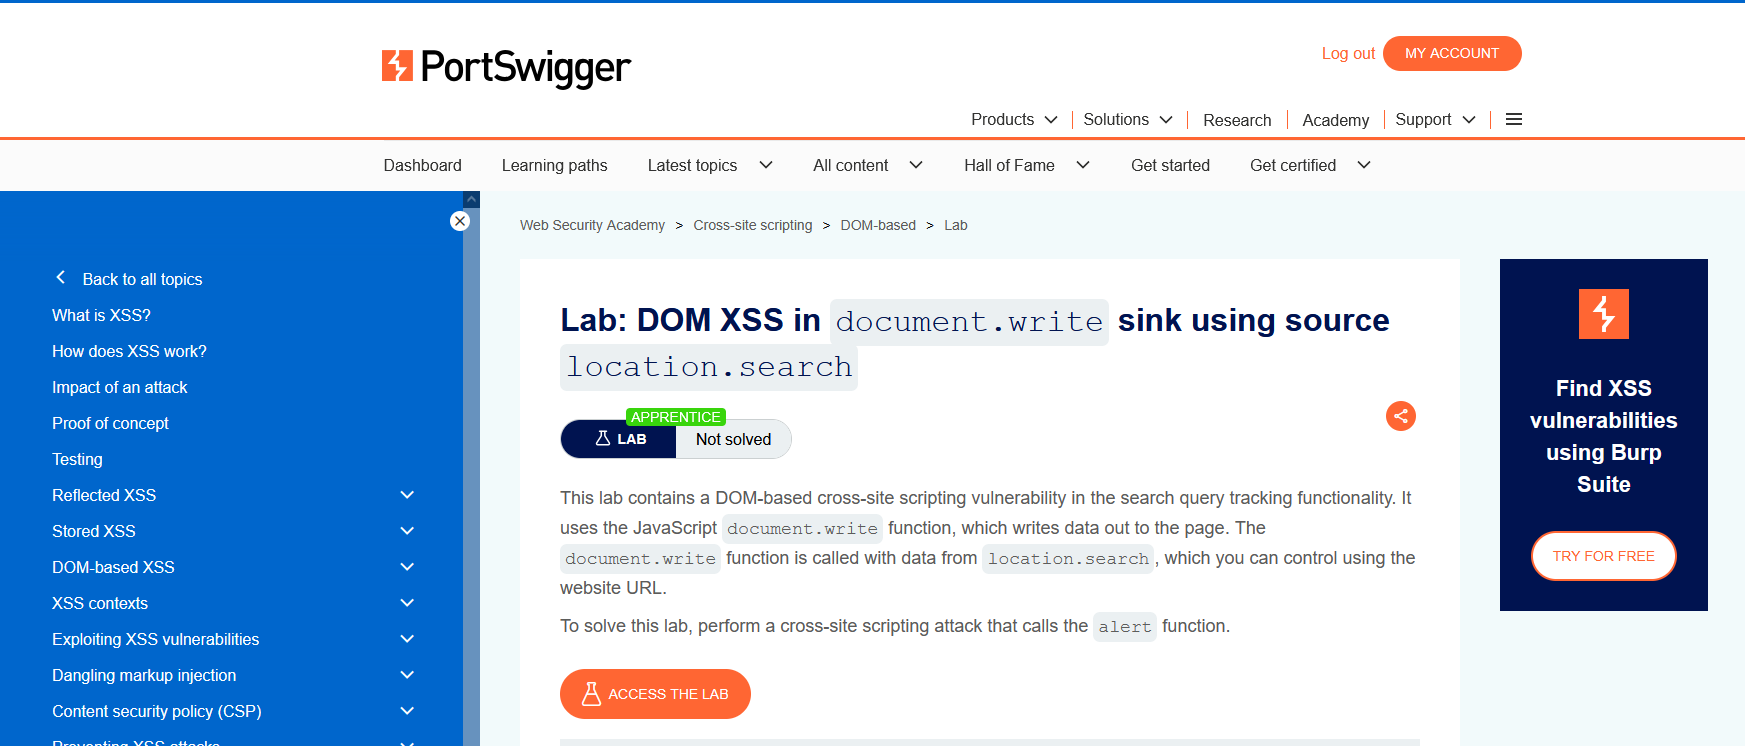 PortSwigger
Log out
MY ACCOUNT
Products
Solutions
Research
Academy
Support
Dashboard
Learning paths
Latest topics
All content
Hall of Fame
Get started
Get certified
Back to all topics
What is XSS?
How does XSS work?
Impact of an attack
Proof of concept
Testing
Reflected XSS
Stored XSS
DOM-based XSS
XSS contexts
Exploiting XSS vulnerabilities
Dangling markup injection
Content security policy (CSP)
Preventing XSS attacks
Web Security Academy > Cross-site scripting > DOM-based > Lab
Lab: DOM XSS in document.write sink using source
location.search
APPRENTICE
LAB
Not solved
This lab contains a DOM-based cross-site scripting vulnerability in the search query tracking functionality. It
uses the JavaScript document.write function, which writes data out to the page. The
document.write function is called with data from location.search, which you can control using the
website URL.
To solve this lab, perform a cross-site scripting attack that calls the alert function.
ACCESS THE LAB
Find XSS
vulnerabilities
using Burp
Suite
TRY FOR FREE